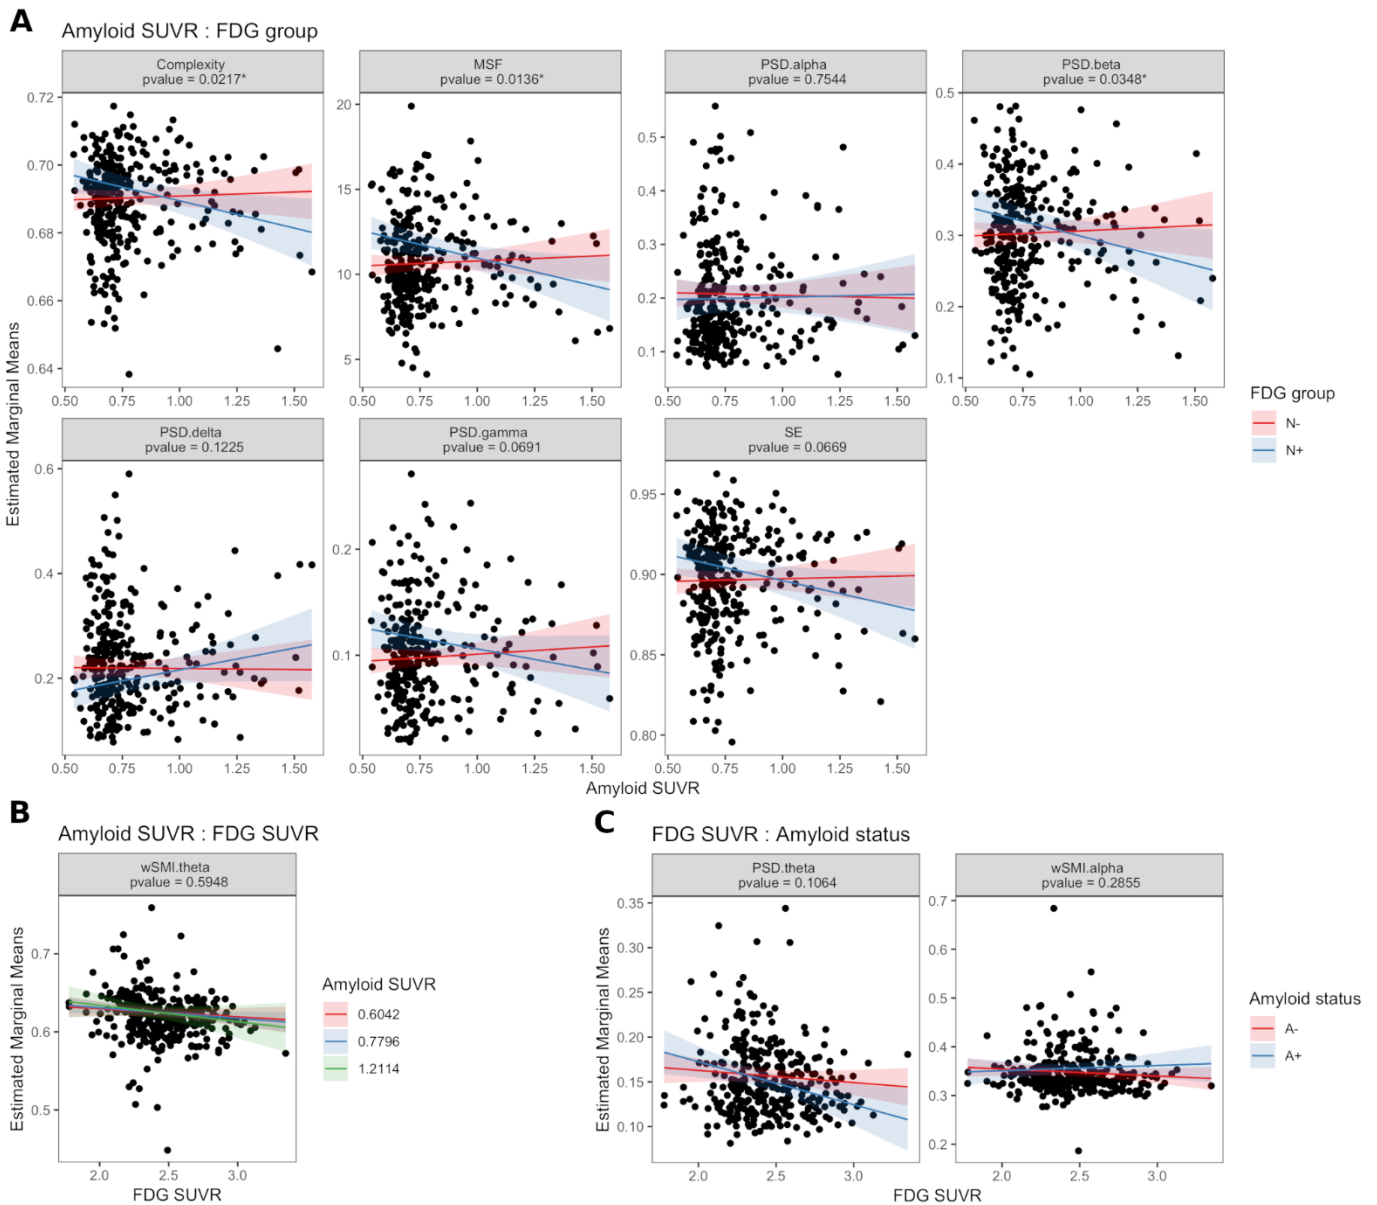 A
Amyloid SUVR : FDG group
Complexity
pvalue = 0.0217*
MSF
pvalue = 0.0136*
PSD.alpha
pvalue = 0.7544
PSD.beta
pvalue = 0.0348*
0.72
0.70
0.68
0.66
0.64
20
15
10
5
0.5
0.4
0.3
0.2
0.1
0.5
0.4
0.3
0.2
0.1
0.50 0.75 1.00 1.25 1.50
0.50 0.75 1.00 1.25 1.50
0.50 0.75 1.00 1.25 1.50
0.50 0.75 1.00 1.25 1.50
Estimated Marginal Means
FDG group
N-
N+
PSD.delta
pvalue = 0.1225
PSD.gamma
pvalue = 0.0691
SE
pvalue = 0.0669
0.6
0.4
0.2
0.2
0.1
0.95
0.90
0.85
0.80
0.50 0.75 1.00 1.25 1.50
0.50 0.75 1.00 1.25 1.50
0.50 0.75 1.00 1.25 1.50
Amyloid SUVR
B
Amyloid SUVR : FDG SUVR
wSMI.theta
pvalue = 0.5948
Estimated Marginal Means
0.7
0.6
0.5
2.0 2.5 3.0
FDG SUVR
Amyloid SUVR
0.6042
0.7796
1.2114
C
FDG SUVR : Amyloid status
PSD.theta
pvalue = 0.1064
wSMI.alpha
pvalue = 0.2855
Estimated Marginal Means
0.35
0.30
0.25
0.20
0.15
0.10
0.7
0.6
0.5
0.4
0.3
0.2
2.0 2.5 3.0
2.0 2.5 3.0
FDG SUVR
Amyloid status
A-
A+